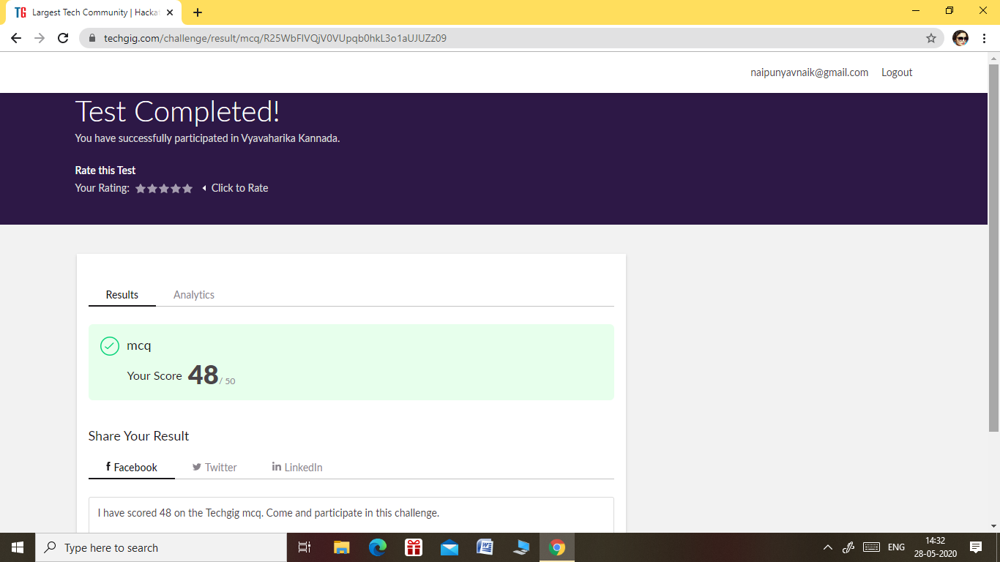 TG Largest Tech Community | Hacka
techgig.com/challenge/result/mcq/R25WbFlVQjV0VUpqb0hkL3o1aUJUZz09
naipunyavnaik@gmail.com Logout
Test Completed!
You have successfully participated in Vyavaharika Kannada.
Rate this Test
Your Rating: Click to Rate
Results Analytics
mcq
Your Score 48/ 50
Share Your Result
f Facebook Twitter in LinkedIn
I have scored 48 on the Techgig mcq. Come and participate in this challenge.
Type here to search
ENG
14:32
28-05-2020